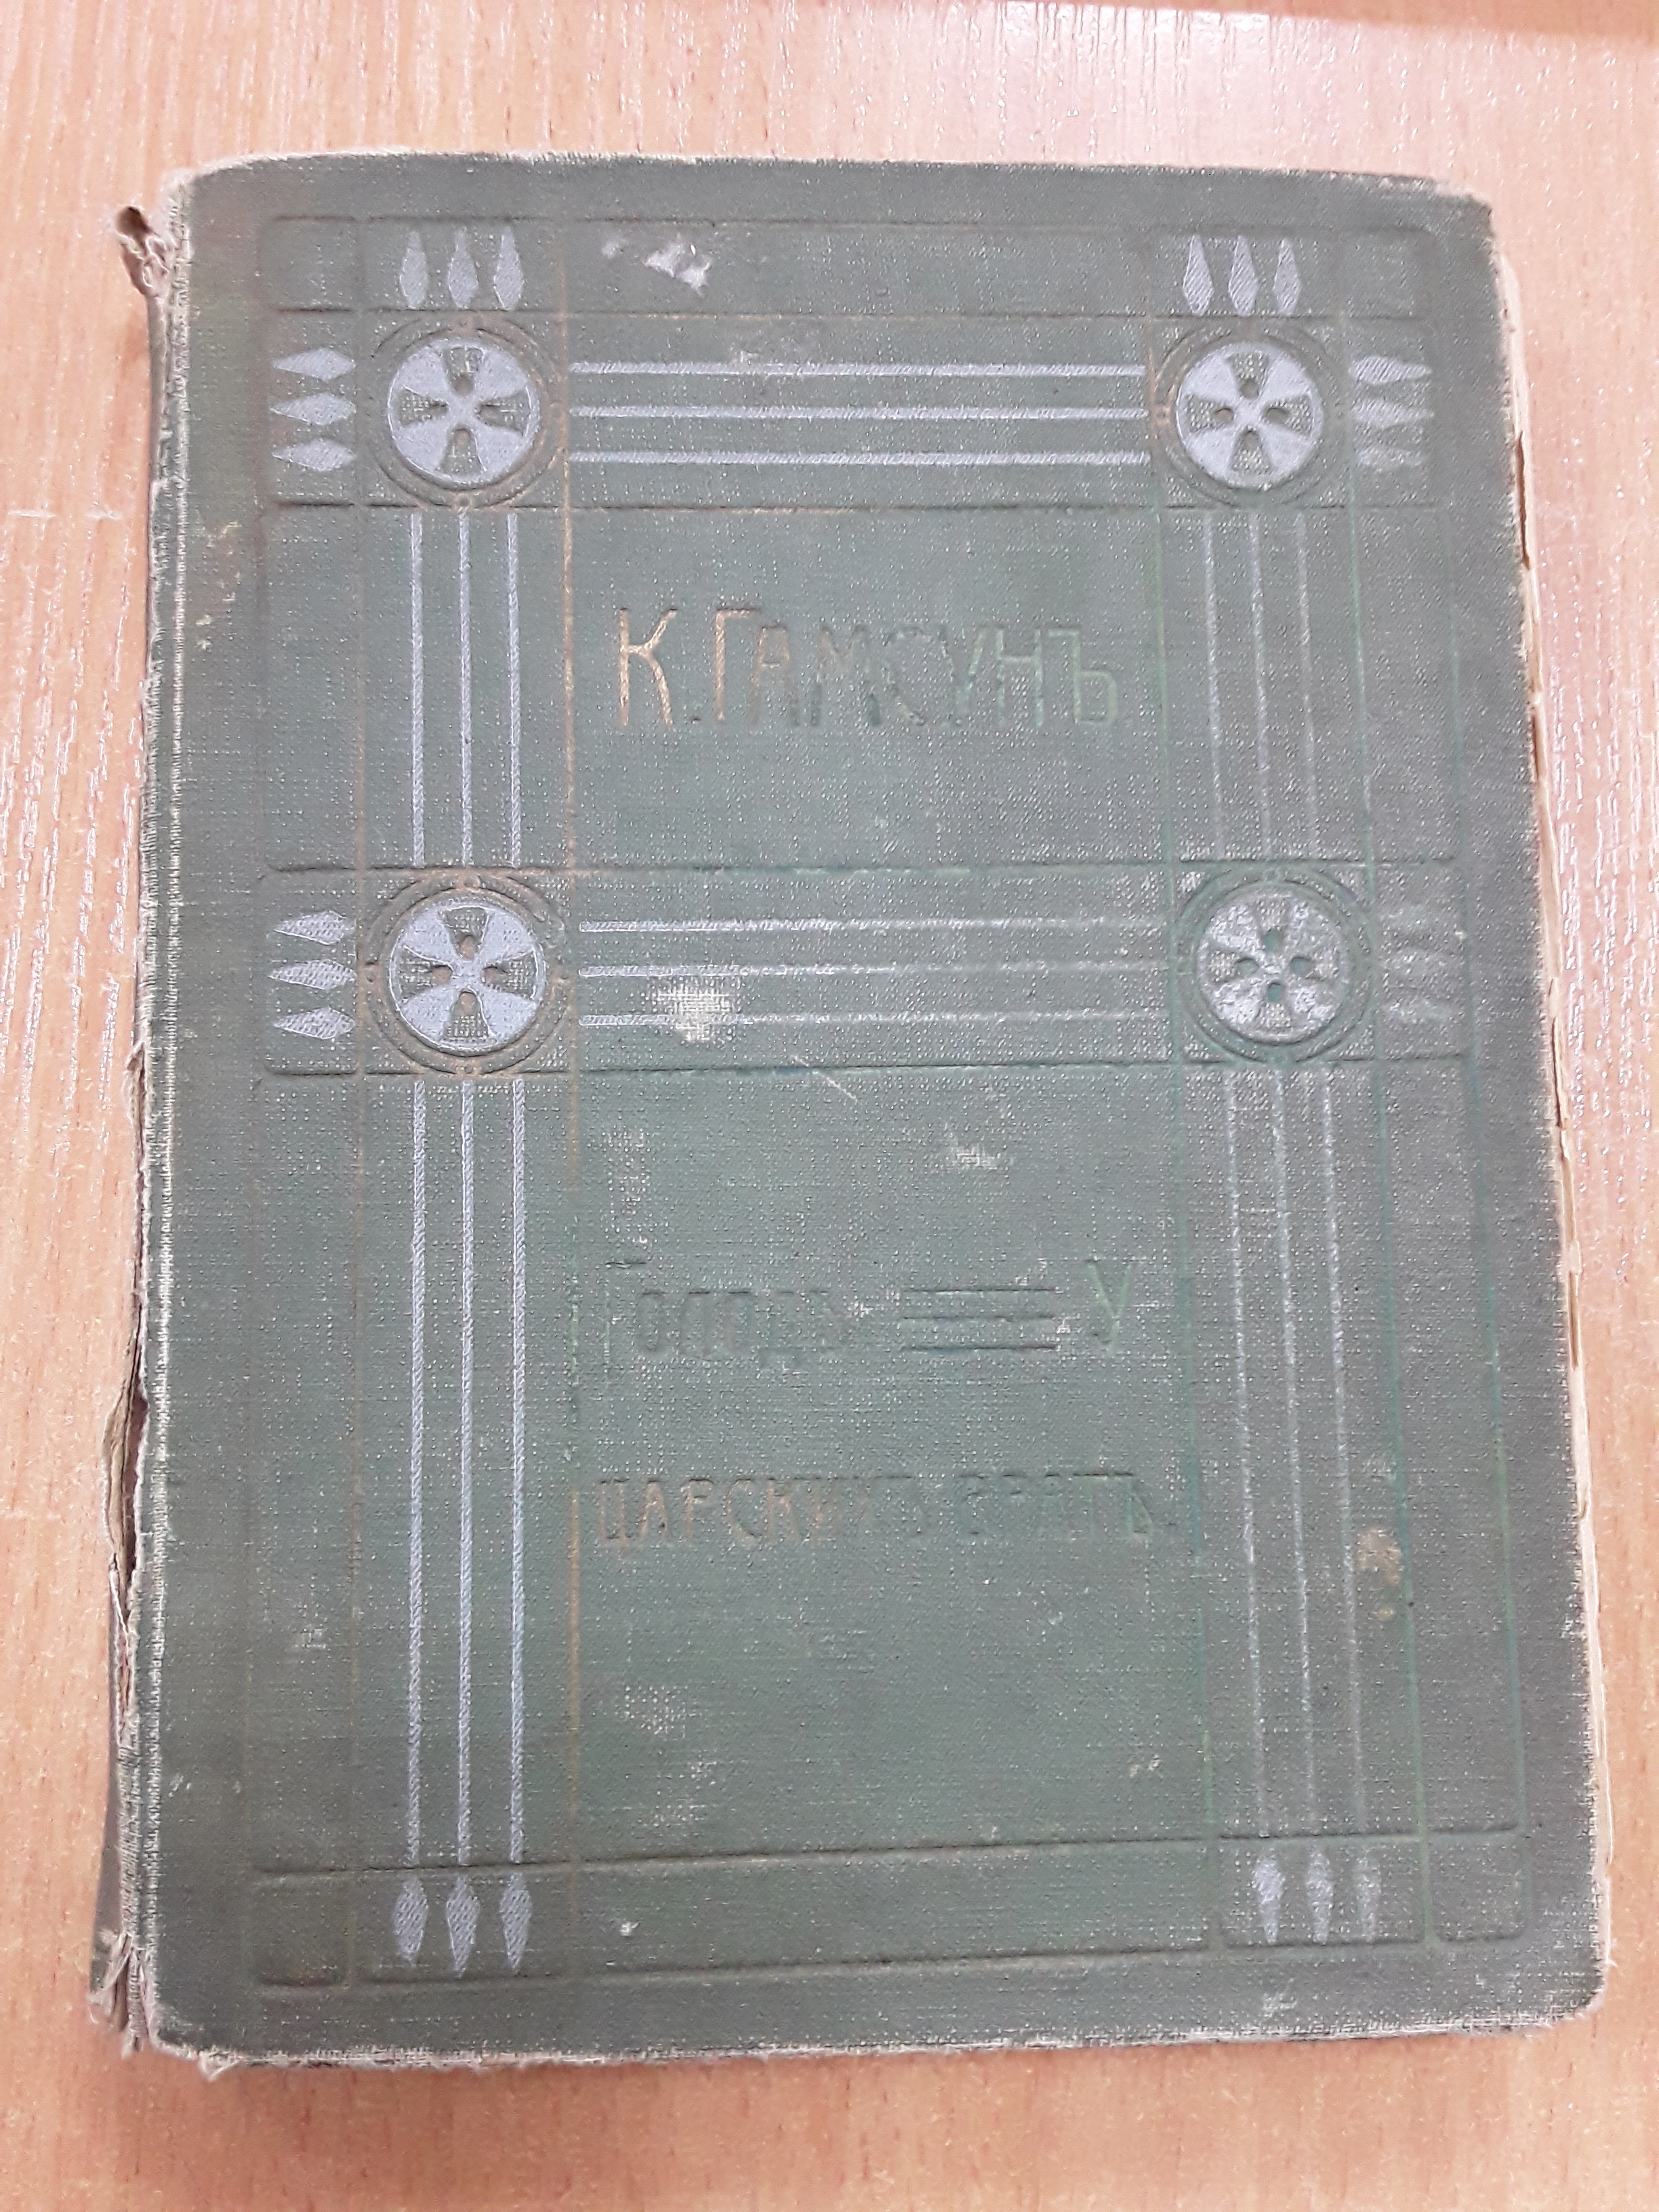 К. Гамсунъ
Голодъ У
царскихъ вратъ.